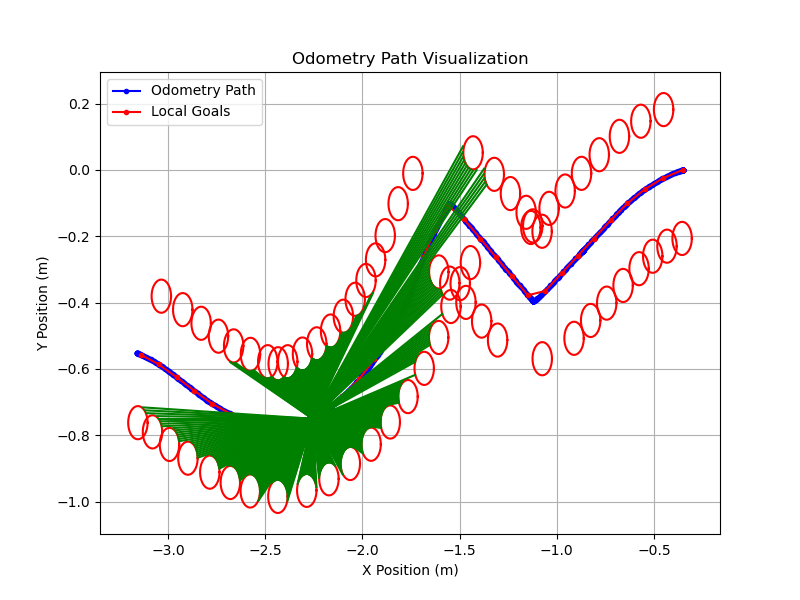 Odometry Path Visualization
Odometry Path
Local Goals
Y Position (m)
0.2
0.0
−0.2
−0.4
−0.6
−0.8
−1.0
−3.0 −2.5 −2.0 −1.5 −1.0 −0.5
X Position (m)